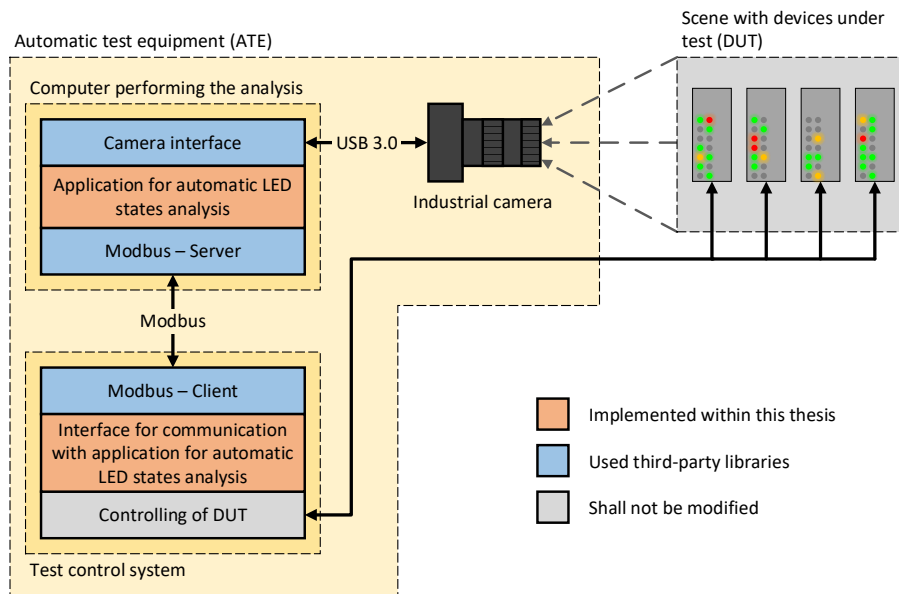 Scene with devices under
test (DUT)
Automatic test equipment (ATE)
Computer performing the analysis
Camera interface
USB 3.0
Application for automatic LED
states analysis
Industrial camera
Modbus – Server
Modbus
Modbus – Client
Interface for communication
with application for automatic
LED states analysis
Controlling of DUT
Test control system
Implemented within this thesis
Used third-party libraries
Shall not be modified